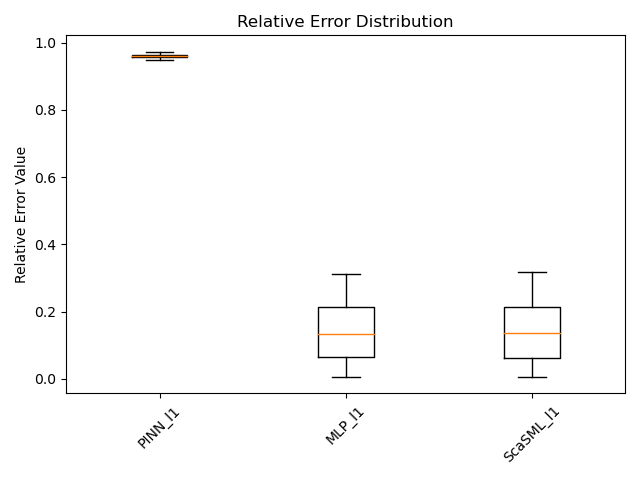 Relative Error Distribution
Relative Error Value
1.0
0.8
0.6
0.4
0.2
0.0
PINN_l1
MLP_l1
ScaSML_l1